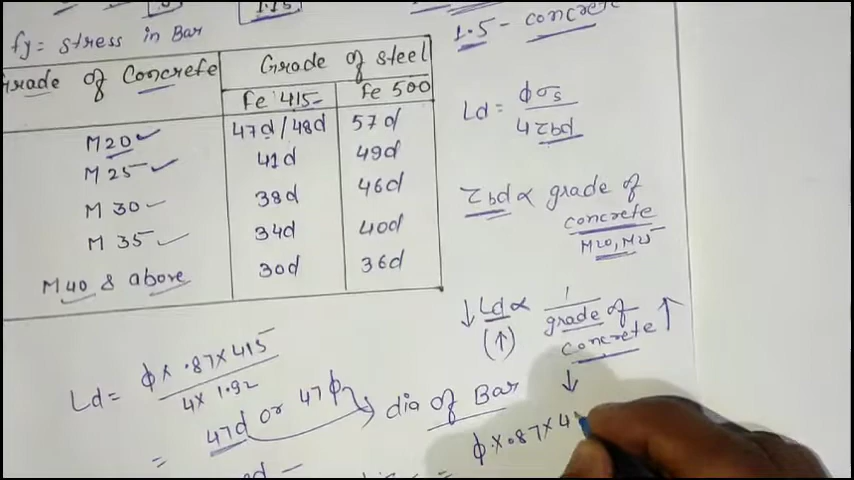 1.15
1.5 - concrete
fy = stress in Bar
Grade of Concrete
Grade of steel
Fe 415 Fe 500
M20 47d/48d 57d
M25 41d 49d
M30 38d 46d
M35 34d 40d
M40 & above 30d 36d
Ld = ϕσs / 4τbd
τbd ∝ grade of
concrete
M20, M25
↓Ld ∝ 1 / grade of concrete ↑
(↑)
↓
Ld = ϕ × .87 × 415 / 4 × 1.92
= 47d or 47ϕ dia of Bar
ϕ × .87 × 4
=